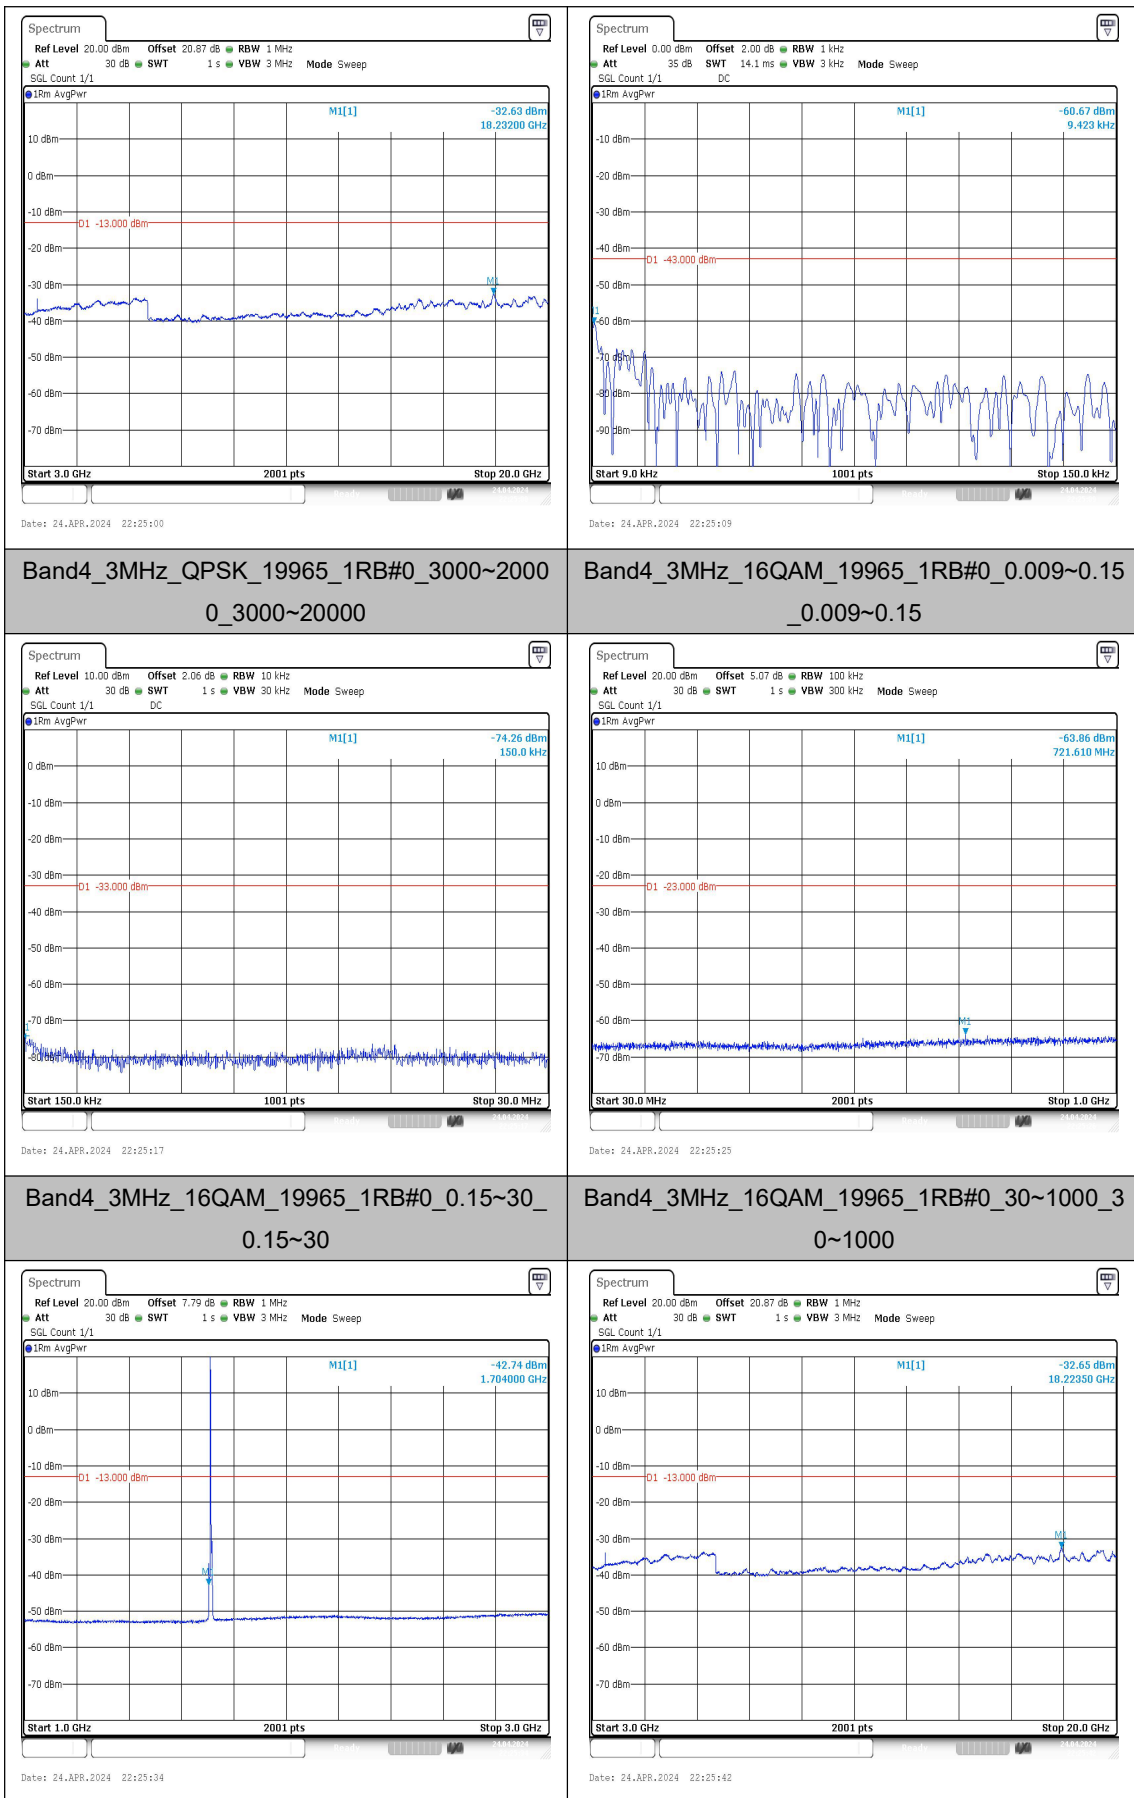 Spectrum
Ref Level 20.00 dBm Offset 20.87 dB RBW 1 MHz
Att 30 dB SWT 1 s VBW 3 MHz Mode Sweep
SGL Count 1/1
1Rm AvgPwr
M1[1] -32.63 dBm
18.23200 GHz
10 dBm
0 dBm
-10 dBm
D1 -13.000 dBm
-20 dBm
M1
-30 dBm
-40 dBm
-50 dBm
-60 dBm
-70 dBm
Start 3.0 GHz 2001 pts Stop 20.0 GHz
Date: 24.APR.2024 22:25:00
Spectrum
Ref Level 0.00 dBm Offset 2.00 dB RBW 1 kHz
Att 35 dB SWT 14.1 ms VBW 3 kHz Mode Sweep
SGL Count 1/1 DC
1Rm AvgPwr
M1[1] -60.67 dBm
9.423 kHz
-10 dBm
-20 dBm
-30 dBm
-40 dBm
D1 -43.000 dBm
-50 dBm
-60 dBm
-70 dBm
-80 dBm
-90 dBm
Start 9.0 kHz 1001 pts Stop 150.0 kHz
Date: 24.APR.2024 22:25:09
Band4_3MHz_QPSK_19965_1RB#0_3000~2000
0_3000~20000
Band4_3MHz_16QAM_19965_1RB#0_0.009~0.15
_0.009~0.15
Spectrum
Ref Level 10.00 dBm Offset 2.06 dB RBW 10 kHz
Att 30 dB SWT 1 s VBW 30 kHz Mode Sweep
SGL Count 1/1 DC
1Rm AvgPwr
M1[1] -74.26 dBm
150.0 kHz
0 dBm
-10 dBm
-20 dBm
-30 dBm
D1 -33.000 dBm
-40 dBm
-50 dBm
-60 dBm
-70 dBm
-80 dBm
Start 150.0 kHz 1001 pts Stop 30.0 MHz
Date: 24.APR.2024 22:25:17
Spectrum
Ref Level 20.00 dBm Offset 5.07 dB RBW 100 kHz
Att 30 dB SWT 1 s VBW 300 kHz Mode Sweep
SGL Count 1/1
1Rm AvgPwr
M1[1] -63.86 dBm
721.610 MHz
10 dBm
0 dBm
-10 dBm
-20 dBm
D1 -23.000 dBm
-30 dBm
-40 dBm
-50 dBm
-60 dBm
M1
-70 dBm
Start 30.0 MHz 2001 pts Stop 1.0 GHz
Date: 24.APR.2024 22:25:25
Band4_3MHz_16QAM_19965_1RB#0_0.15~30_
0.15~30
Band4_3MHz_16QAM_19965_1RB#0_30~1000_3
0~1000
Spectrum
Ref Level 20.00 dBm Offset 7.79 dB RBW 1 MHz
Att 30 dB SWT 1 s VBW 3 MHz Mode Sweep
SGL Count 1/1
1Rm AvgPwr
M1[1] -42.74 dBm
1.704000 GHz
10 dBm
0 dBm
-10 dBm
D1 -13.000 dBm
-20 dBm
-30 dBm
-40 dBm
-50 dBm
-60 dBm
-70 dBm
Start 1.0 GHz 2001 pts Stop 3.0 GHz
Date: 24.APR.2024 22:25:34
Spectrum
Ref Level 20.00 dBm Offset 20.87 dB RBW 1 MHz
Att 30 dB SWT 1 s VBW 3 MHz Mode Sweep
SGL Count 1/1
1Rm AvgPwr
M1[1] -32.65 dBm
18.22350 GHz
10 dBm
0 dBm
-10 dBm
D1 -13.000 dBm
-20 dBm
-30 dBm
M1
-40 dBm
-50 dBm
-60 dBm
-70 dBm
Start 3.0 GHz 2001 pts Stop 20.0 GHz
Date: 24.APR.2024 22:25:42